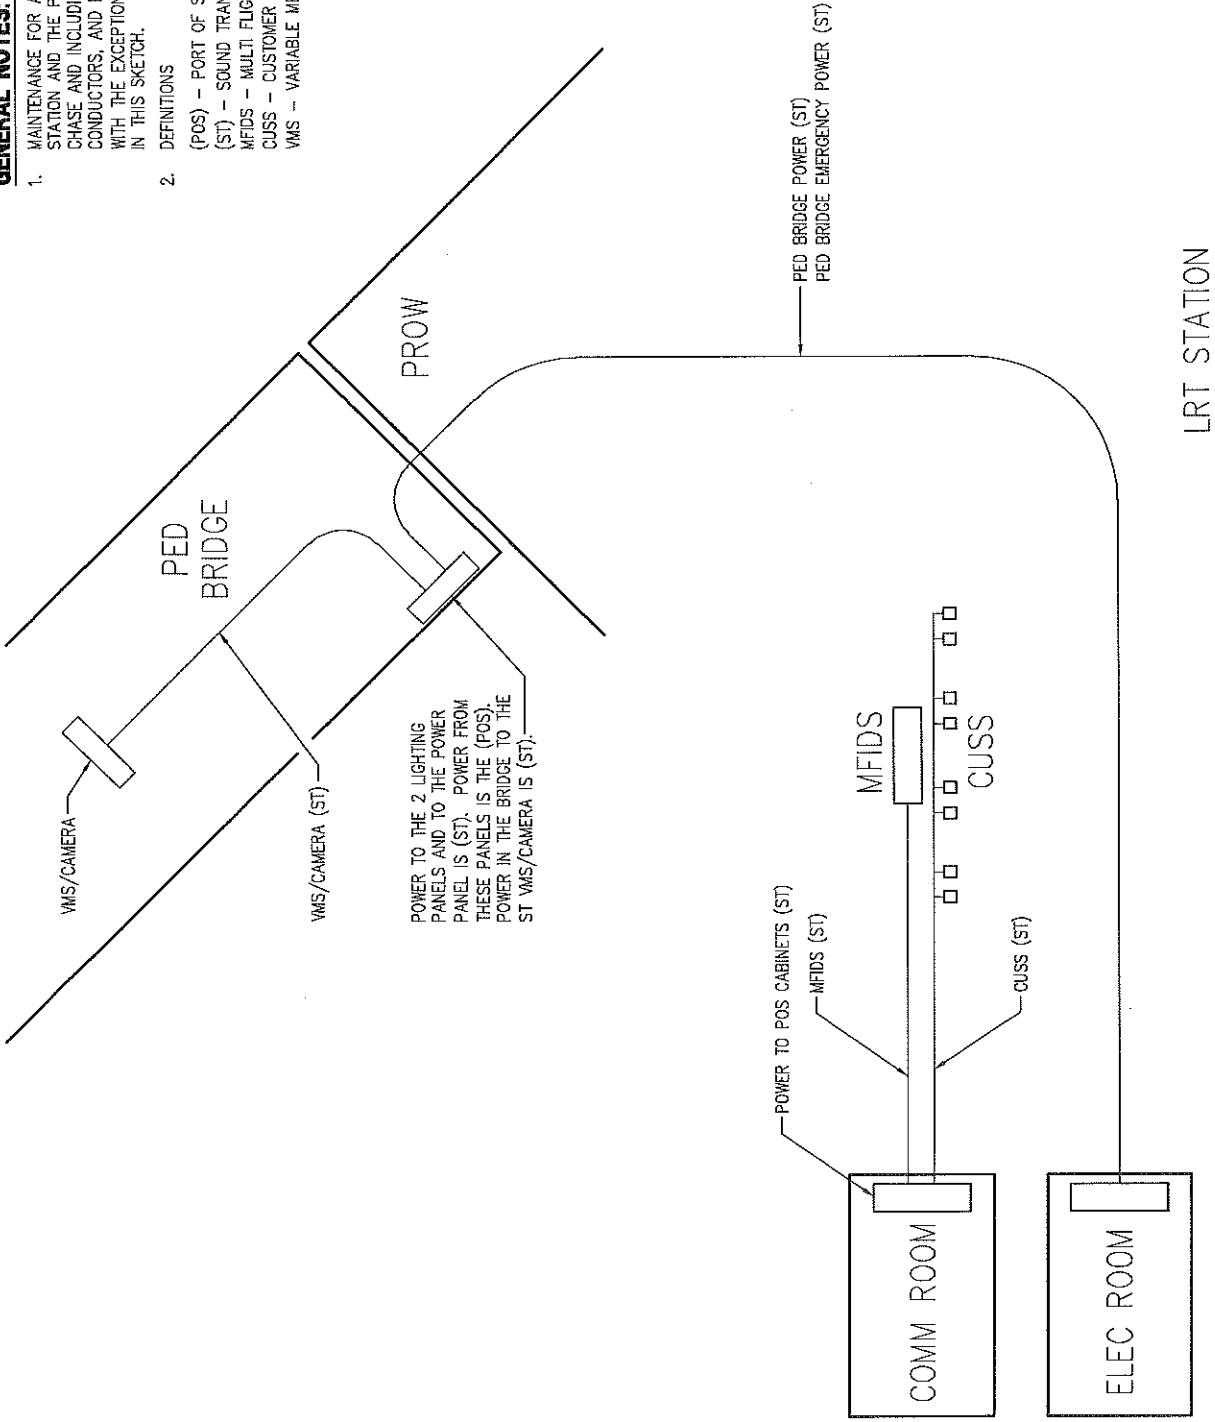 GENERAL NOTES:
1. MAINTENANCE FOR
STATION AND THE
CHASE AND
CONDUCTORS, AND
WITH THE
IN THIS SKETCH.
2. DEFINITIONS
(POS) – PORT OF
(ST) – SOUND
MFIDS – MULTI
CUSS – CUSTOMER
VMS – VARIABLE
PED
BRIDGE
PROW
VMS/CAMERA
VMS/CAMERA (ST)
POWER TO THE 2 LIGHTING
PANELS AND TO THE POWER
PANEL IS (ST). POWER FROM
THESE PANELS IS THE (POS).
POWER IN THE BRIDGE TO THE
ST VMS/CAMERA IS (ST).
PED BRIDGE POWER (ST)
PED BRIDGE EMERGENCY POWER (ST)
MFIDS
CUSS
POWER TO POS CABINETS (ST)
MFIDS (ST)
CUSS (ST)
COMM ROOM
ELEC ROOM
LRT STATION